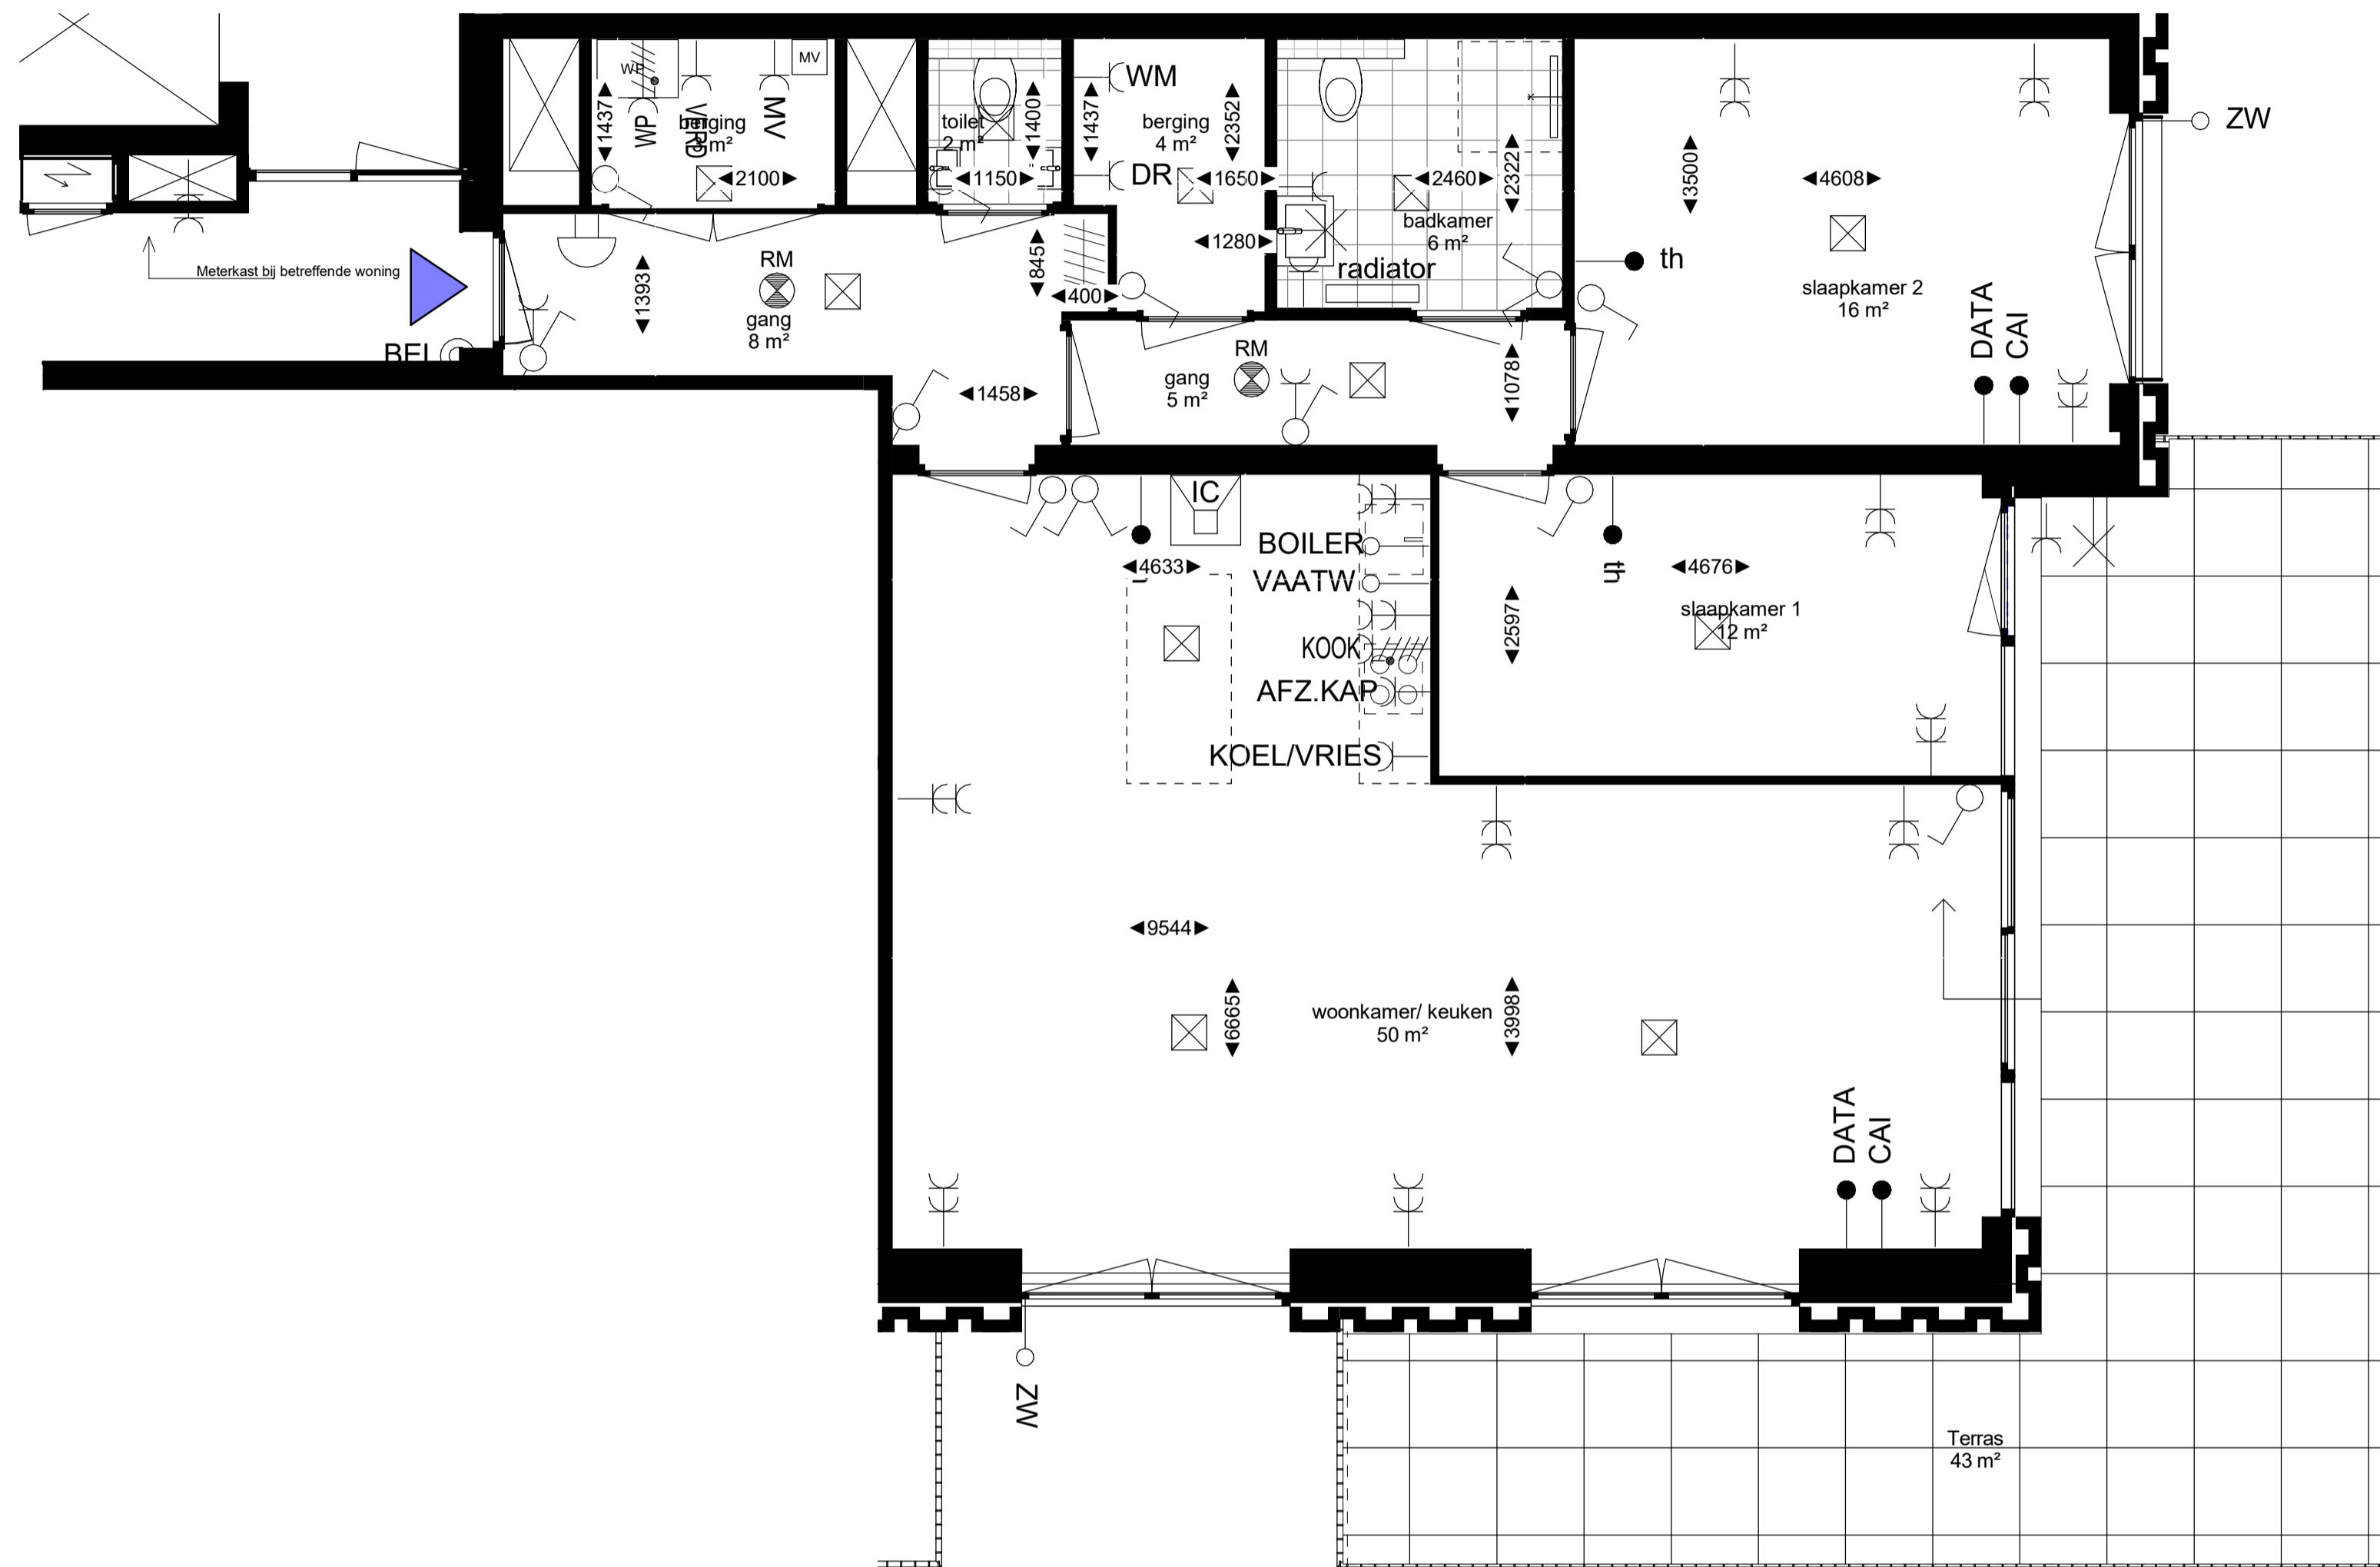 WP
MV
WP
VERD
MV
berging
1437
2100
toilet
2 m²
1400
1150
WM
1437
2352
berging
4 m²
DR
1650
1280
2460
2322
badkamer
6 m²
radiator
3500
4608
th
slaapkamer 2
16 m²
DATA
CAI
ZW
Meterkast bij betreffende woning
BEL
1393
RM
gang
8 m²
845
400
1458
RM
gang
5 m²
1078
IC
4633
BOILER
VAATW
KOOK
AFZ.KAP
KOEL/VRIES
th
4676
2597
slaapkamer 1
12 m²
9544
6665
woonkamer/ keuken
50 m²
3998
DATA
CAI
ZW
Terras
43 m²